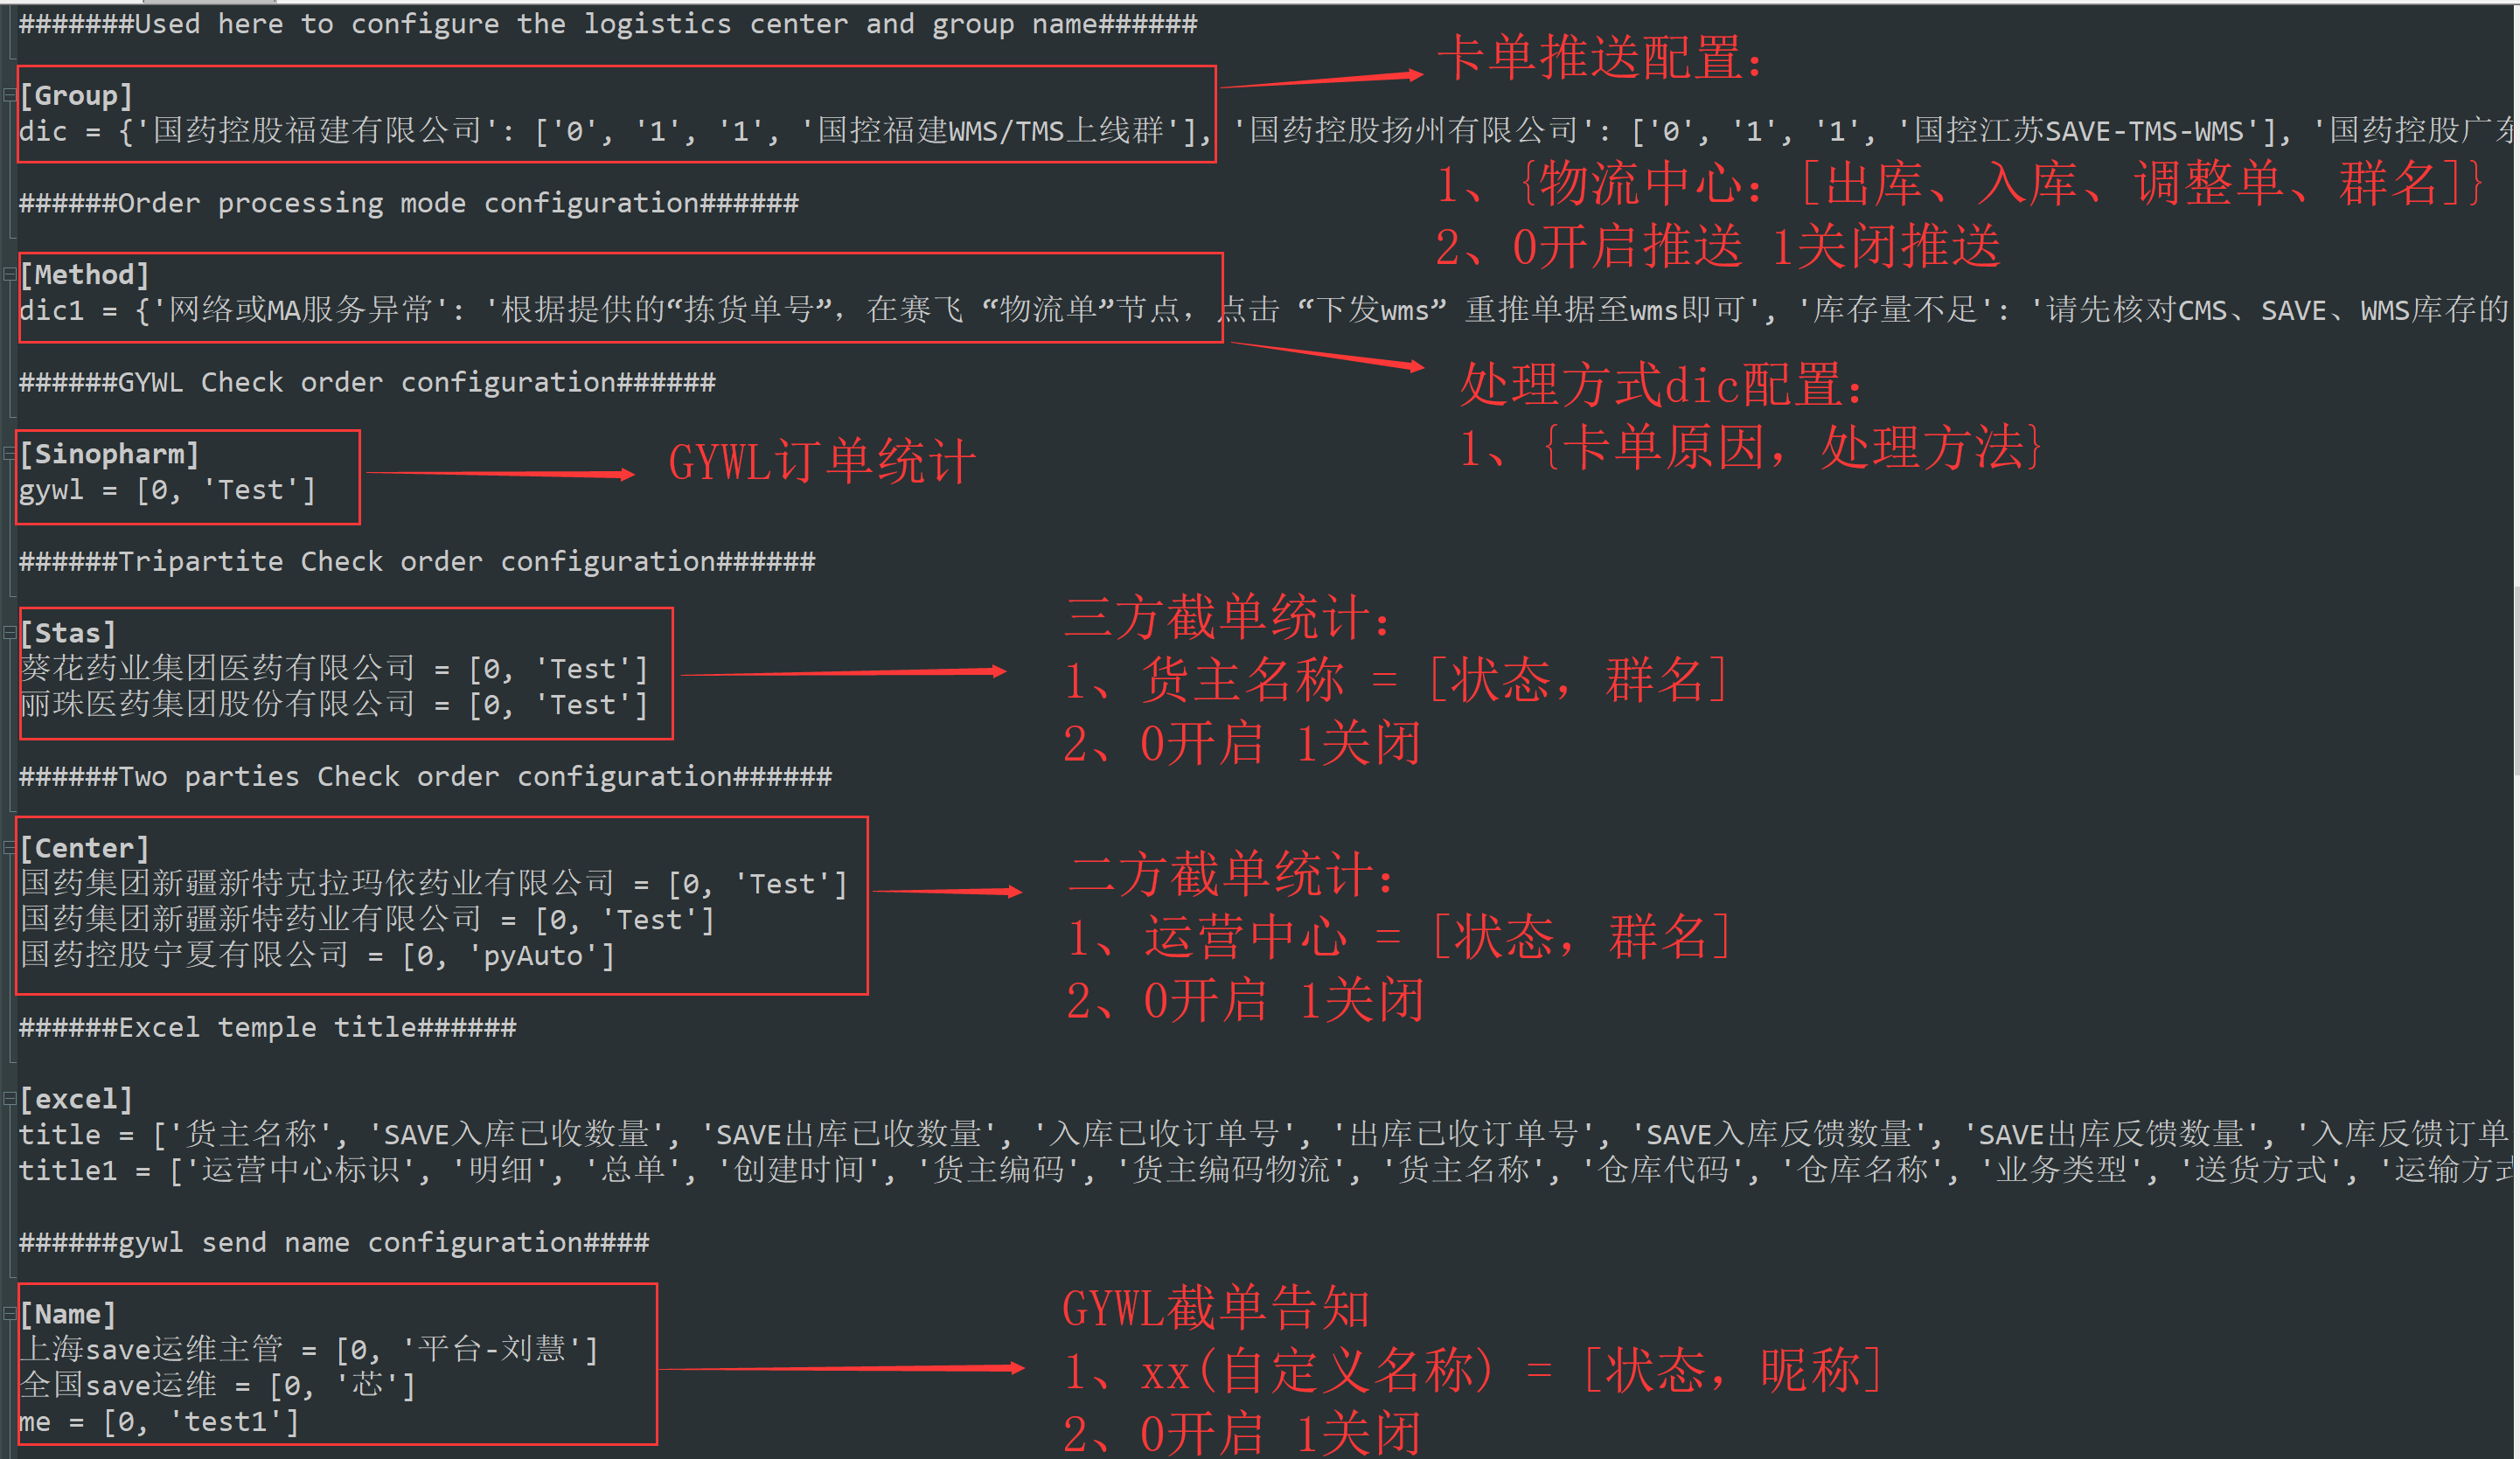 #######Used here to configure the logistics center and group name######
卡单推送配置：
[Group]
dic = {'国药控股福建有限公司': ['0', '1', '1', '国控福建WMS/TMS上线群'], '国药控股扬州有限公司': ['0', '1', '1', '国控江苏SAVE-TMS-WMS'], '国药控股广东
1、{物流中心：[出库、入库、调整单、群名]}
######Order processing mode configuration######
2、0开启推送 1关闭推送
[Method]
dic1 = {'网络或MA服务异常': '根据提供的“拣货单号”，在赛飞 “物流单”节点，点击 “下发wms” 重推单据至wms即可', '库存量不足': '请先核对CMS、SAVE、WMS库存的
######GYWL Check order configuration######
处理方式dic配置：
1、{卡单原因，处理方法}
[Sinopharm]
gywl = [0, 'Test']
GYWL订单统计
######Tripartite Check order configuration######
[Stas]
葵花药业集团医药有限公司 = [0, 'Test']
丽珠医药集团股份有限公司 = [0, 'Test']
三方截单统计：
1、货主名称 = [状态，群名]
2、0开启 1关闭
######Two parties Check order configuration######
[Center]
国药集团新疆新特克拉玛依药业有限公司 = [0, 'Test']
国药集团新疆新特药业有限公司 = [0, 'Test']
国药控股宁夏有限公司 = [0, 'pyAuto']
二方截单统计：
1、运营中心 = [状态，群名]
2、0开启 1关闭
######Excel temple title######
[excel]
title = ['货主名称', 'SAVE入库已收数量', 'SAVE出库已收数量', '入库已收订单号', '出库已收订单号', 'SAVE入库反馈数量', 'SAVE出库反馈数量', '入库反馈订单
title1 = ['运营中心标识', '明细', '总单', '创建时间', '货主编码', '货主编码物流', '货主名称', '仓库代码', '仓库名称', '业务类型', '送货方式', '运输方式
######gywl send name configuration####
[Name]
上海save运维主管 = [0, '平台-刘慧']
全国save运维 = [0, '芯']
me = [0, 'test1']
GYWL截单告知
1、xx(自定义名称) = [状态，昵称]
2、0开启 1关闭